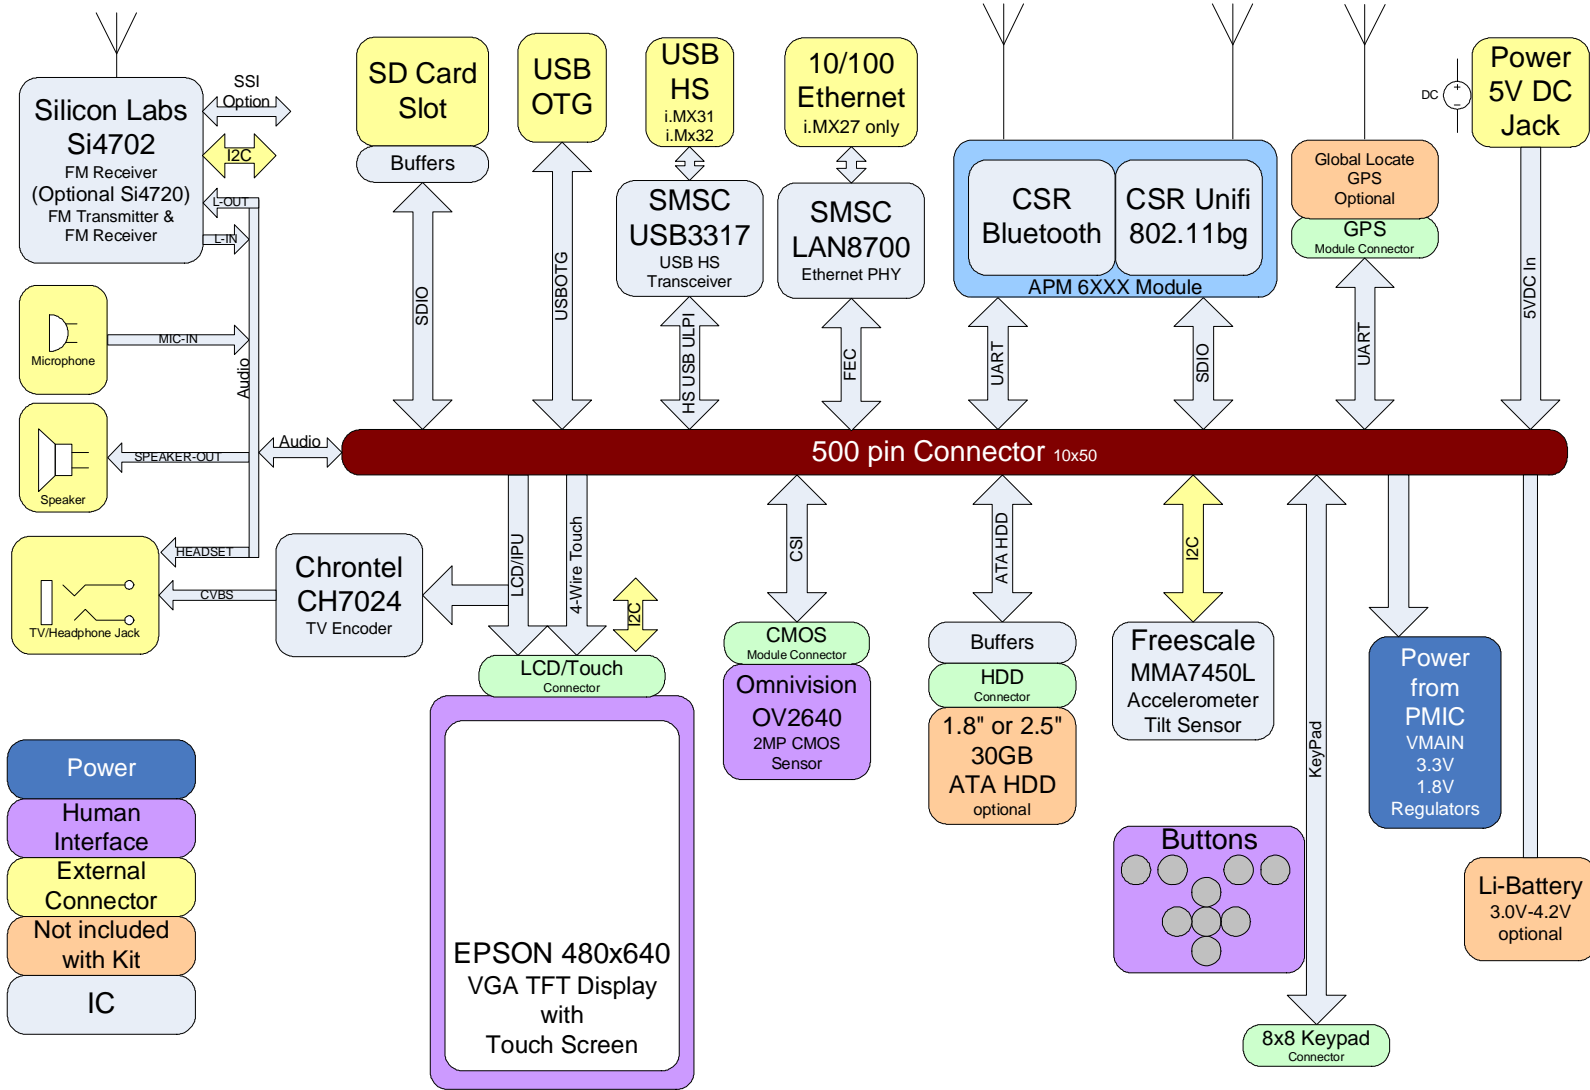 Silicon Labs
Si4702
FM Receiver
(Optional Si4720)
FM Transmitter &
FM Receiver
SSI
Option
I2C
L-OUT
L-IN
SD Card
Slot
Buffers
SDIO
USB
OTG
USBOTG
USB
HS
i.MX31
i.Mx32
SMSC
USB3317
USB HS
Transceiver
HS USB ULPI
10/100
Ethernet
i.MX27 only
SMSC
LAN8700
Ethernet PHY
FEC
CSR
Bluetooth
CSR Unifi
802.11bg
APM 6XXX Module
UART
SDIO
Global Locate
GPS
Optional
GPS
Module Connector
UART
DC
Power
5V DC
Jack
5VDC In
Microphone
MIC-IN
Audio
Speaker
SPEAKER-OUT
Audio
500 pin Connector 10x50
TV/Headphone Jack
HEADSET
CVBS
Chrontel
CH7024
TV Encoder
LCD/IPU
4-Wire Touch
I2C
LCD/Touch
Connector
EPSON 480x640
VGA TFT Display
with
Touch Screen
CSI
CMOS
Module Connector
Omnivision
OV2640
2MP CMOS
Sensor
ATA HDD
Buffers
HDD
Connector
1.8" or 2.5"
30GB
ATA HDD
optional
I2C
Freescale
MMA7450L
Accelerometer
Tilt Sensor
Buttons
KeyPad
8x8 Keypad
Connector
Power
from
PMIC
VMAIN
3.3V
1.8V
Regulators
Li-Battery
3.0V-4.2V
optional
Power
Human
Interface
External
Connector
Not included
with Kit
IC